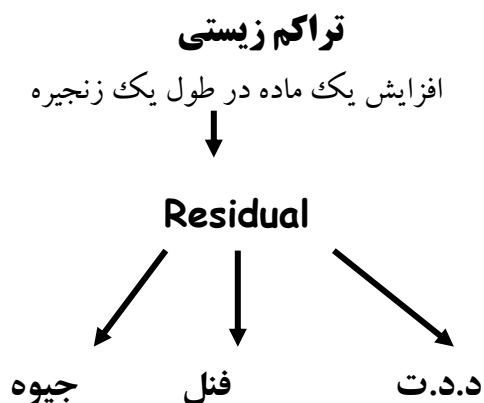 تراکم زیستی
افزایش یک ماده در طول یک زنجیره
Residual
د.د.ت فنل جیوه